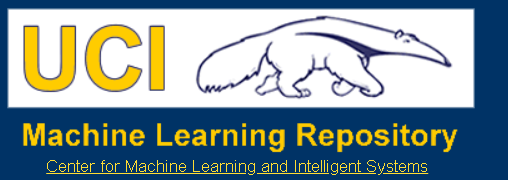 UCI
Machine Learning Repository
Center for Machine Learning and Intelligent Systems